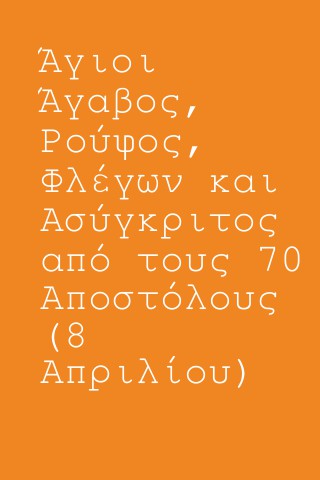 Άγιοι
Άγαβος,
Ρούφος,
Φλέγων και
Ασύγκριτος
από τους 70
Αποστόλους
(8
Απριλίου)